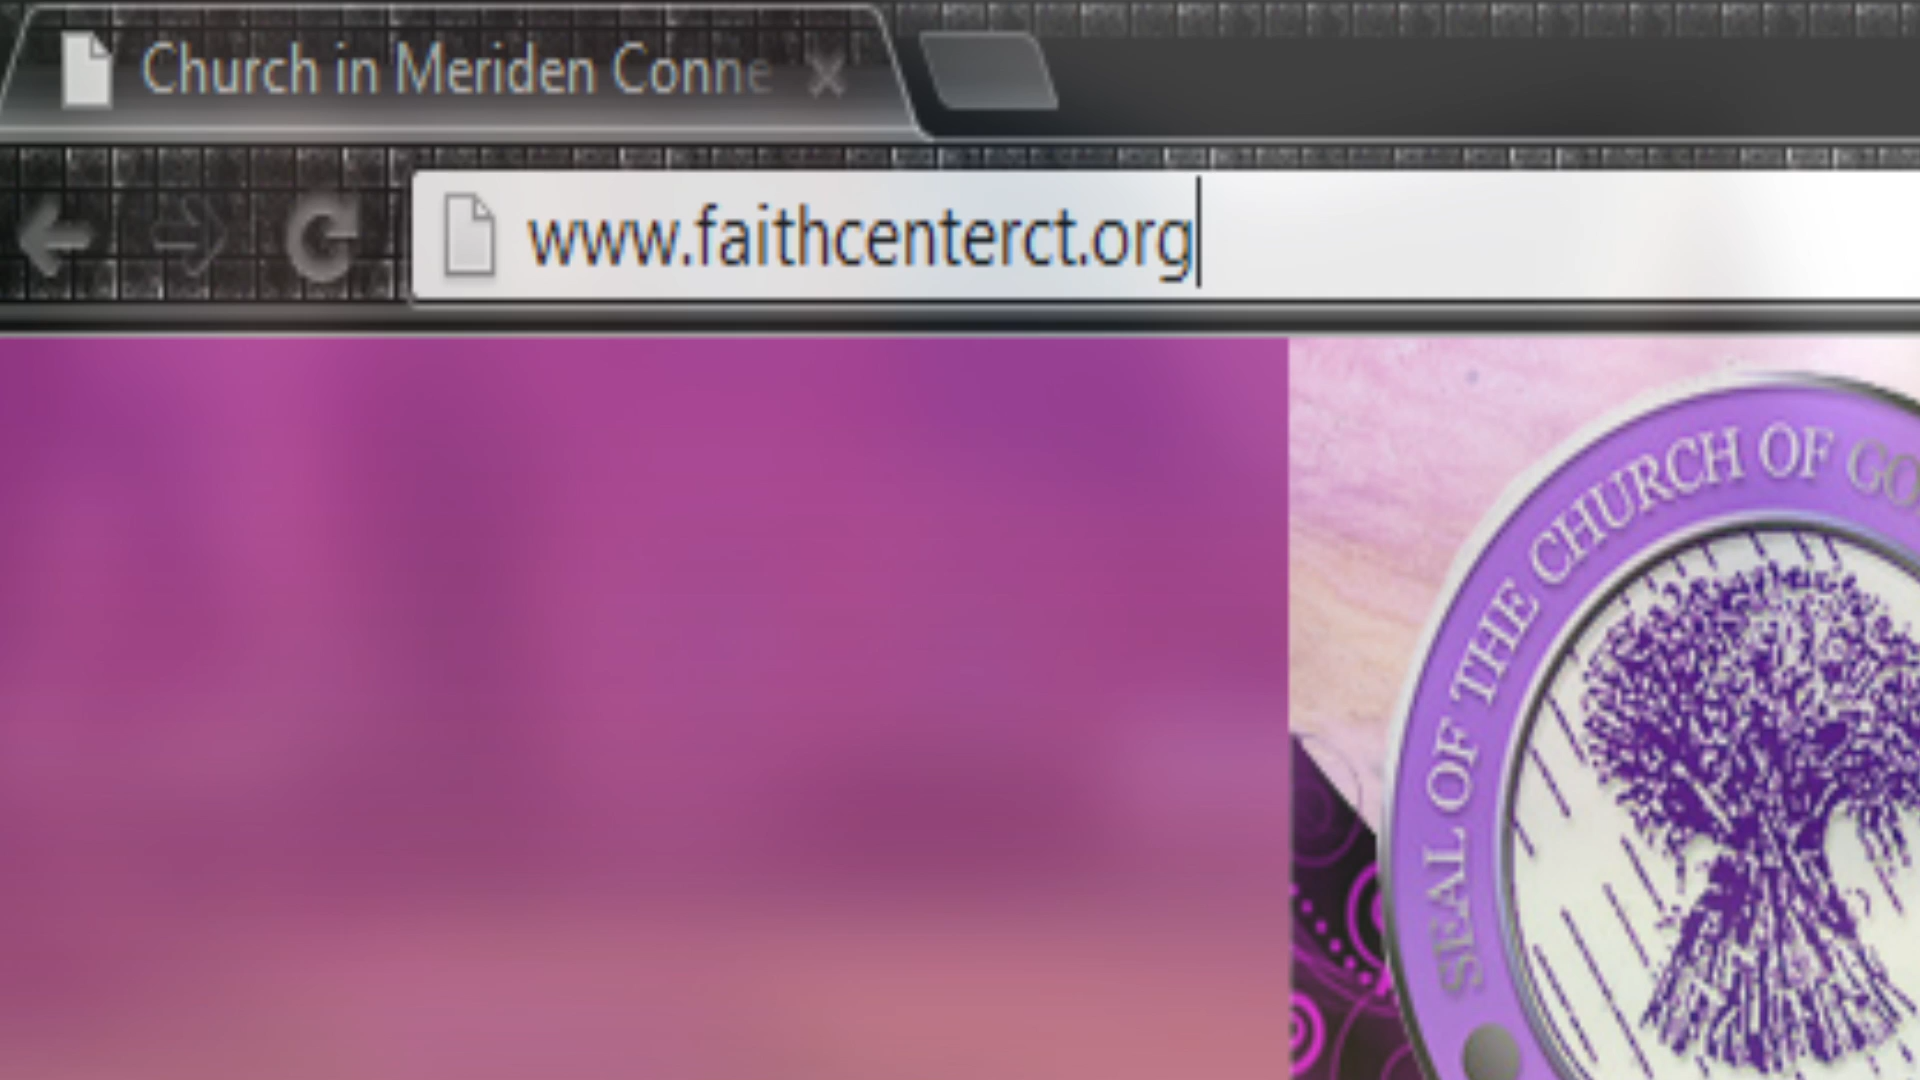 Church in Meriden Conne
www.faithcenterct.org
SEAL OF THE CHURCH OF GO